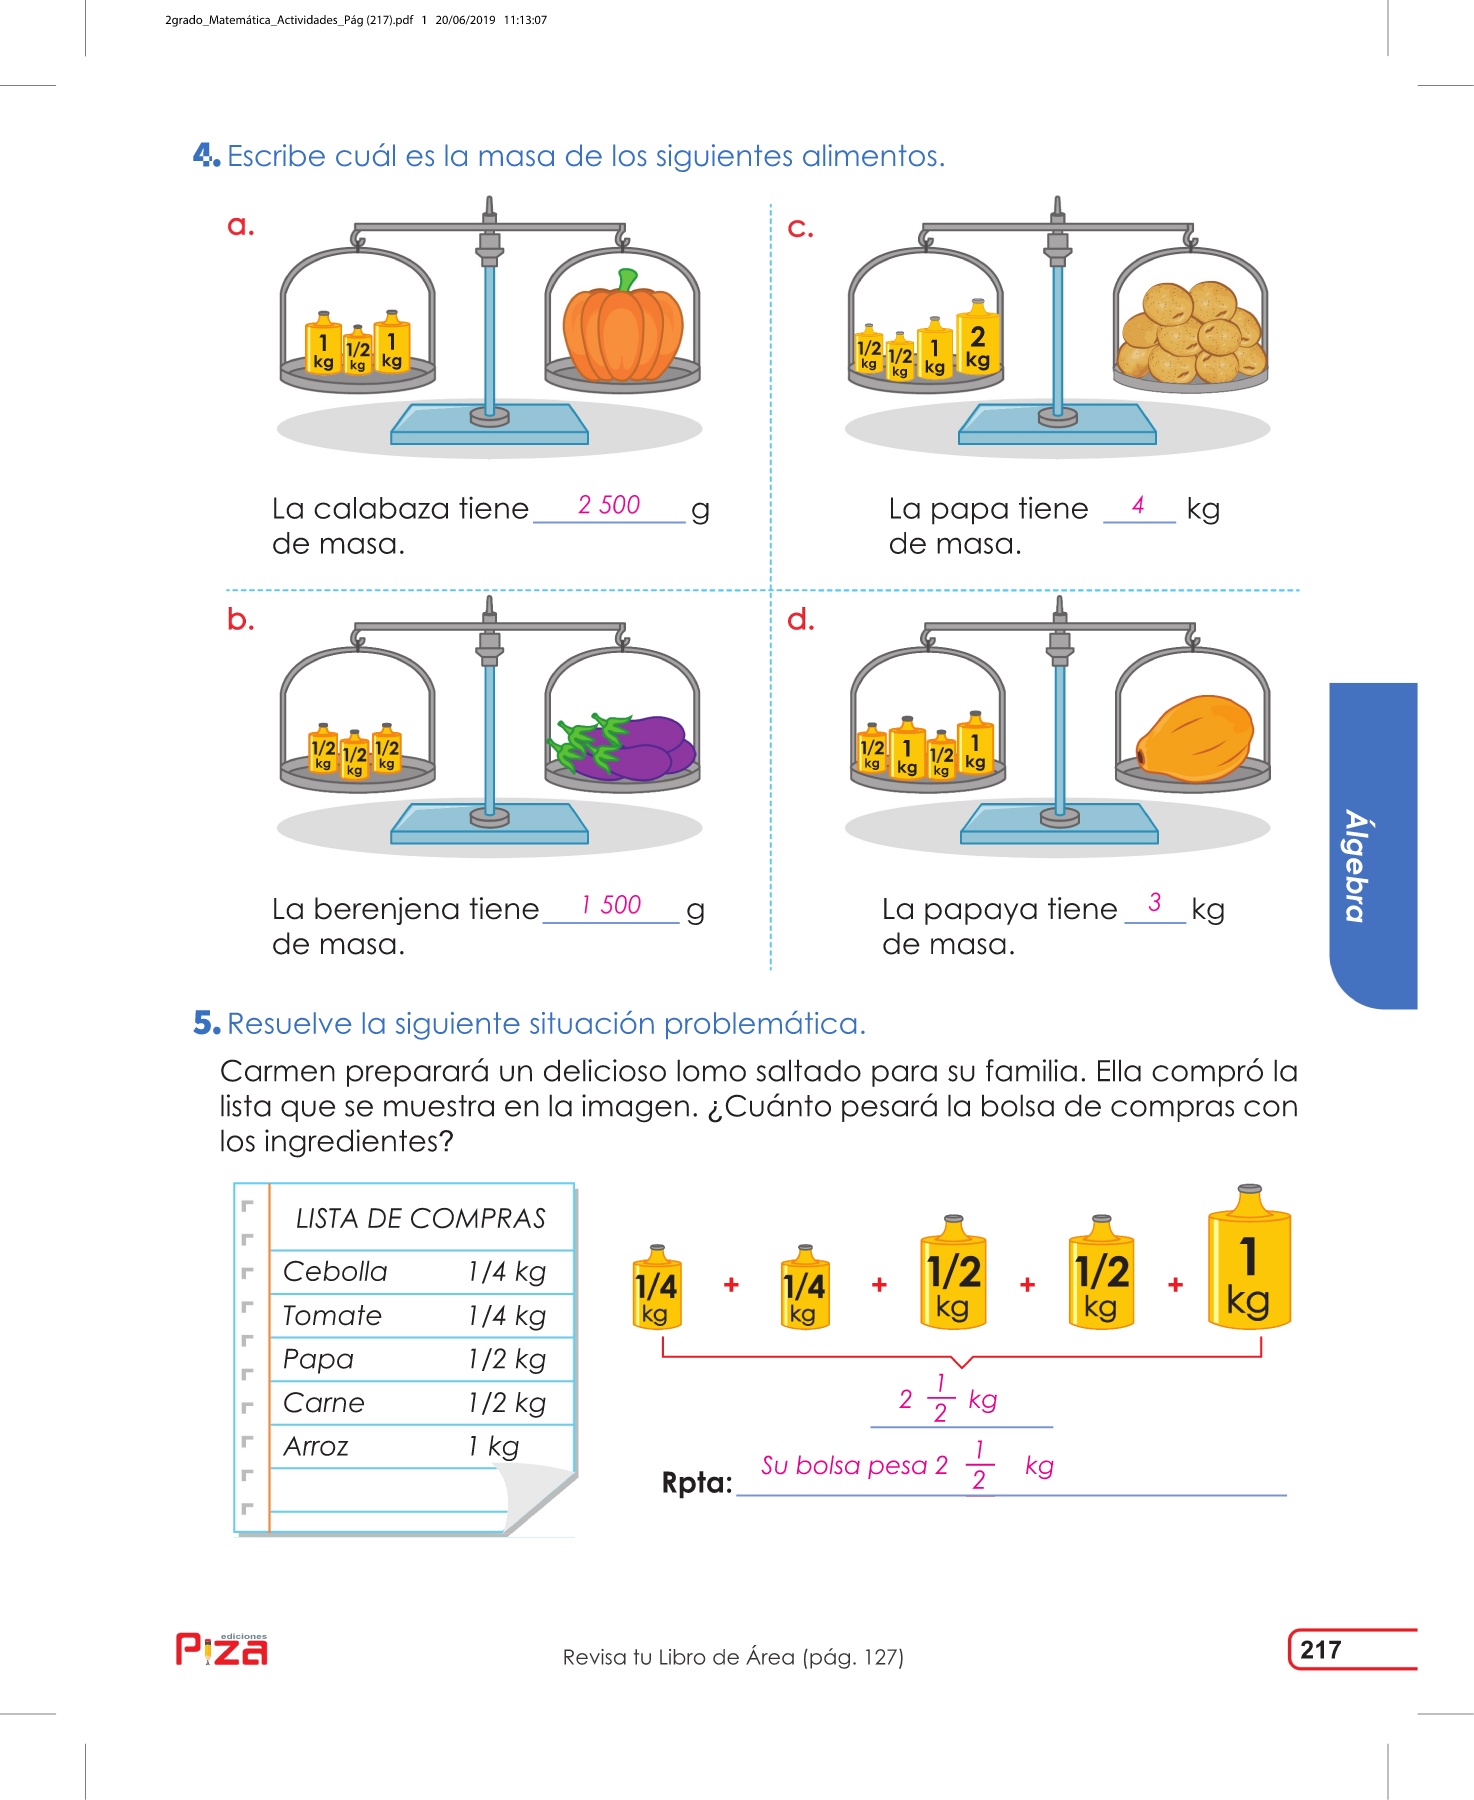 2grado_Matemática_Actividades_Pág (217).pdf 1 20/06/2019 11:13:07
4. Escribe cuál es la masa de los siguientes alimentos.
a.
1 kg
1/2 kg
1 kg
La calabaza tiene 2 500 g
de masa.
c.
1/2 kg
1/2 kg
1 kg
2 kg
La papa tiene 4 kg
de masa.
b.
1/2 kg
1/2 kg
1/2 kg
La berenjena tiene 1 500 g
de masa.
d.
1/2 kg
1 kg
1/2 kg
1 kg
La papaya tiene 3 kg
de masa.
Álgebra
5. Resuelve la siguiente situación problemática.
Carmen preparará un delicioso lomo saltado para su familia. Ella compró la
lista que se muestra en la imagen. ¿Cuánto pesará la bolsa de compras con
los ingredientes?
LISTA DE COMPRAS
Cebolla 1/4 kg
Tomate 1/4 kg
Papa 1/2 kg
Carne 1/2 kg
Arroz 1 kg
1/4 kg + 1/4 kg + 1/2 kg + 1/2 kg + 1 kg
2 1/2 kg
Rpta: Su bolsa pesa 2 1/2 kg
ediciones
Piza
Revisa tu Libro de Área (pág. 127)
217